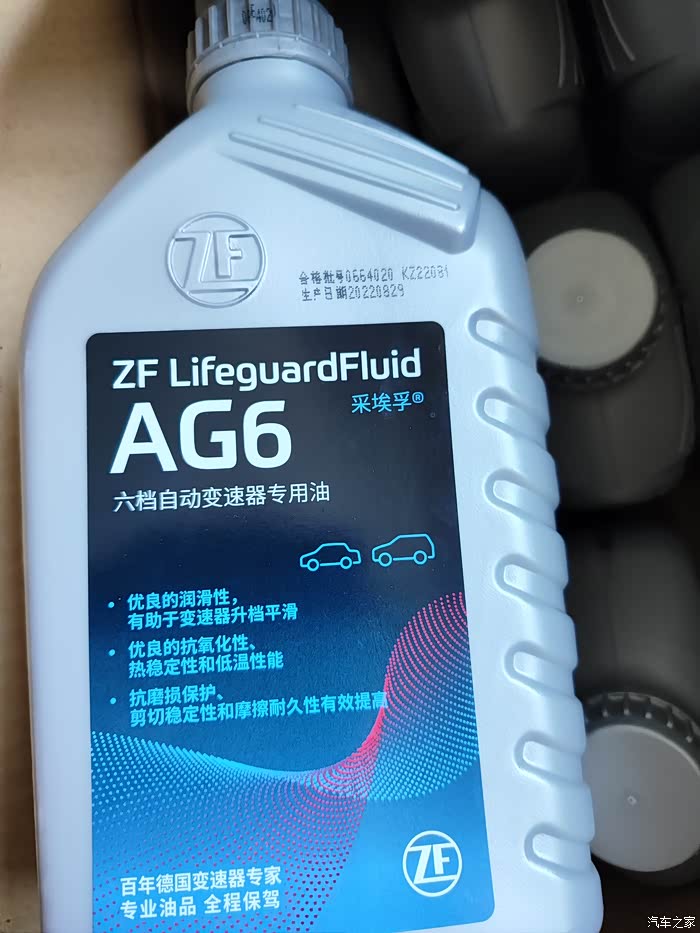 ZF
合格批号0664020 KZ22081
生产日期20220829
ZF LifeguardFluid
采埃孚®
AG6
六档自动变速器专用油
• 优良的润滑性，
有助于变速器升档平滑
• 优良的抗氧化性、
热稳定性和低温性能
• 抗磨损保护、
剪切稳定性和摩擦耐久性有效提高
ZF
百年德国变速器专家
专业油品 全程保驾
汽车之家